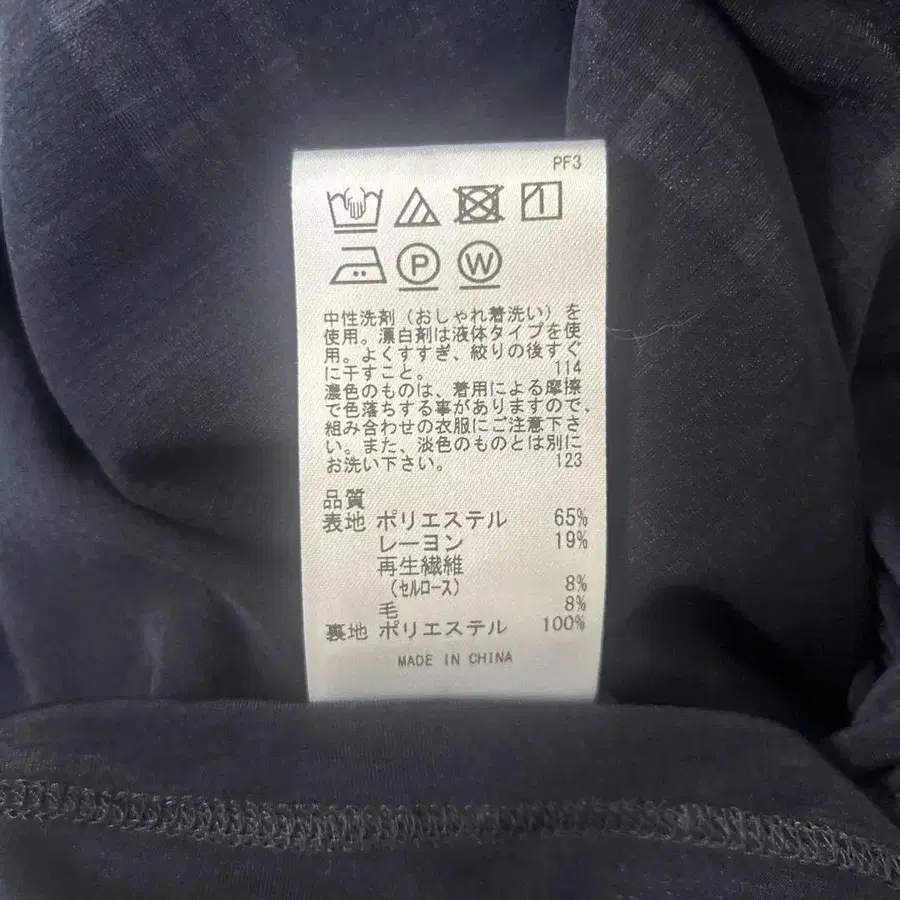 PF3
P W
中性洗剤（おしゃれ着洗い）を
使用。漂白剤は液体タイプを使
用。よくすすぎ、絞りの後すぐ
に干すこと。 114
濃色のものは、着用による摩擦
で色落ちする事がありますので、
組み合わせの衣服にご注意下さ
い。また、淡色のものとは別に
お洗い下さい。 123
品質
表地 ポリエステル 65%
レーヨン 19%
再生繊維
（セルロース） 8%
毛 8%
裏地 ポリエステル 100%
MADE IN CHINA